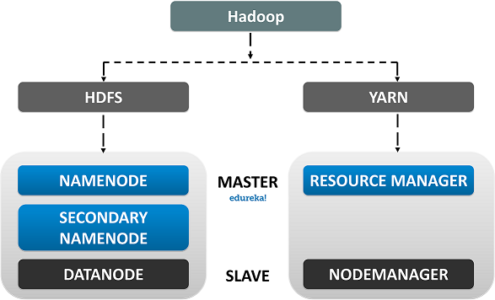 Hadoop
HDFS
YARN
NAMENODE
MASTER
RESOURCE MANAGER
edureka!
SECONDARY
NAMENODE
DATANODE
SLAVE
NODEMANAGER